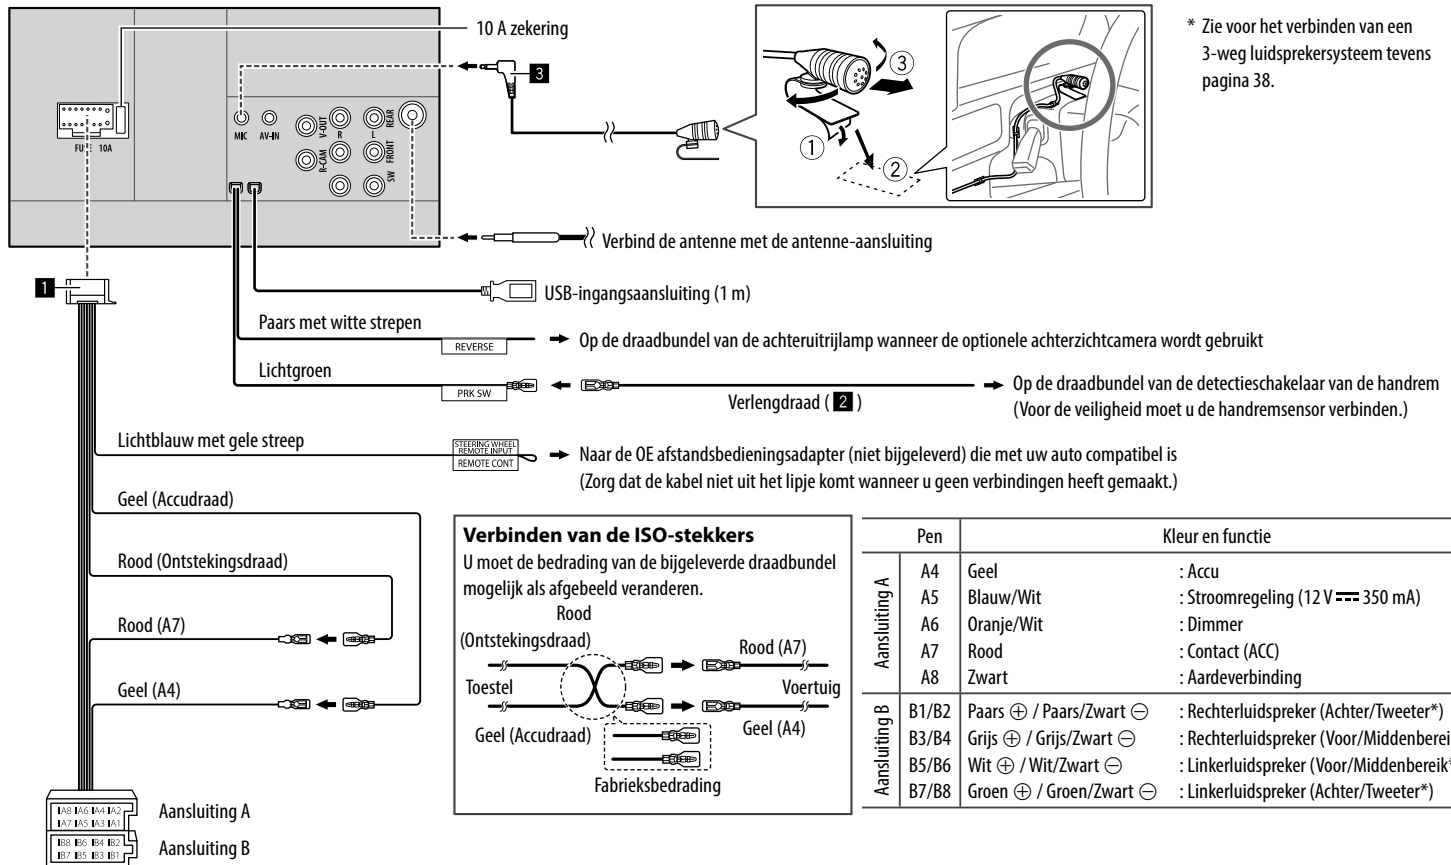 10 A zekering
* Zie voor het verbinden van een
3-weg luidsprekersysteem tevens
pagina 38.
3
MIC
AV-IN
V-OUT
R
L
REAR
R-CAM
FRONT
SW
10A
1
2
3
Verbind de antenne met de antenne-aansluiting
1
USB-ingangsaansluiting (1 m)
Paars met witte strepen
REVERSE
Op de draadbundel van de achteruitrijlamp wanneer de optionele achterzichtcamera wordt gebruikt
Lichtgroen
PRK SW
Verlengdraad ( 2 )
Op de draadbundel van de detectieschakelaar van de handrem
(Voor de veiligheid moet u de handremsensor verbinden.)
Lichtblauw met gele streep
STEERING WHEEL
REMOTE INPUT
REMOTE CONT
Naar de OE afstandsbedieningsadapter (niet bijgeleverd) die met uw auto compatibel is
(Zorg dat de kabel niet uit het lipje komt wanneer u geen verbindingen heeft gemaakt.)
Geel (Accudraad)
Rood (Ontstekingsdraad)
Rood (A7)
Geel (A4)
Verbinden van de ISO-stekkers
U moet de bedrading van de bijgeleverde draadbundel
mogelijk als afgebeeld veranderen.
Rood
(Ontstekingsdraad)
Rood (A7)
Toestel
Voertuig
Geel (Accudraad)
Geel (A4)
Fabrieksbedrading
Pen Kleur en functie
Aansluiting A
A4 Geel : Accu
A5 Blauw/Wit : Stroomregeling (12 V ⎓ 350 mA)
A6 Oranje/Wit : Dimmer
A7 Rood : Contact (ACC)
A8 Zwart : Aardeverbinding
Aansluiting B
B1/B2 Paars ⊕ / Paars/Zwart ⊖ : Rechterluidspreker (Achter/Tweeter*)
B3/B4 Grijs ⊕ / Grijs/Zwart ⊖ : Rechterluidspreker (Voor/Middenberei
B5/B6 Wit ⊕ / Wit/Zwart ⊖ : Linkerluidspreker (Voor/Middenbereik*
B7/B8 Groen ⊕ / Groen/Zwart ⊖ : Linkerluidspreker (Achter/Tweeter*)
A8 A6 A4 A2
A7 A5 A3 A1
Aansluiting A
B8 B6 B4 B2
B7 B5 B3 B1
Aansluiting B